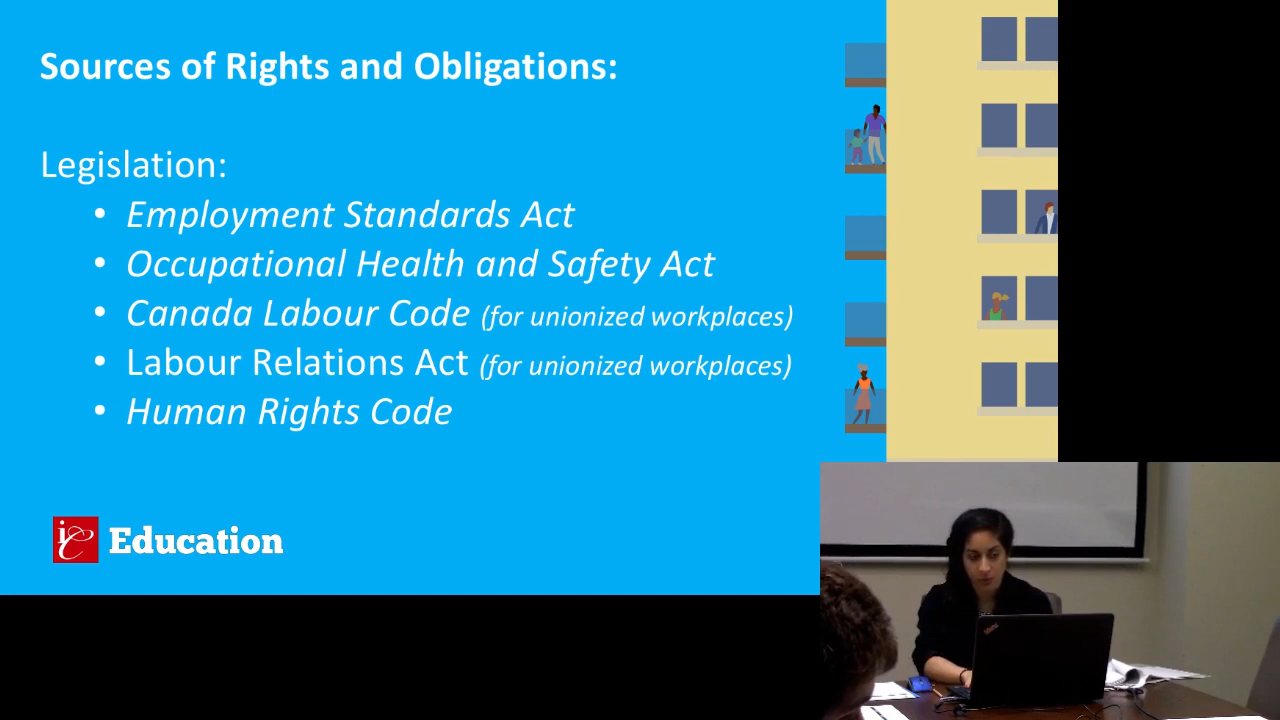 Sources of Rights and Obligations:
Legislation:
• Employment Standards Act
• Occupational Health and Safety Act
• Canada Labour Code (for unionized workplaces)
• Labour Relations Act (for unionized workplaces)
• Human Rights Code
ie Education